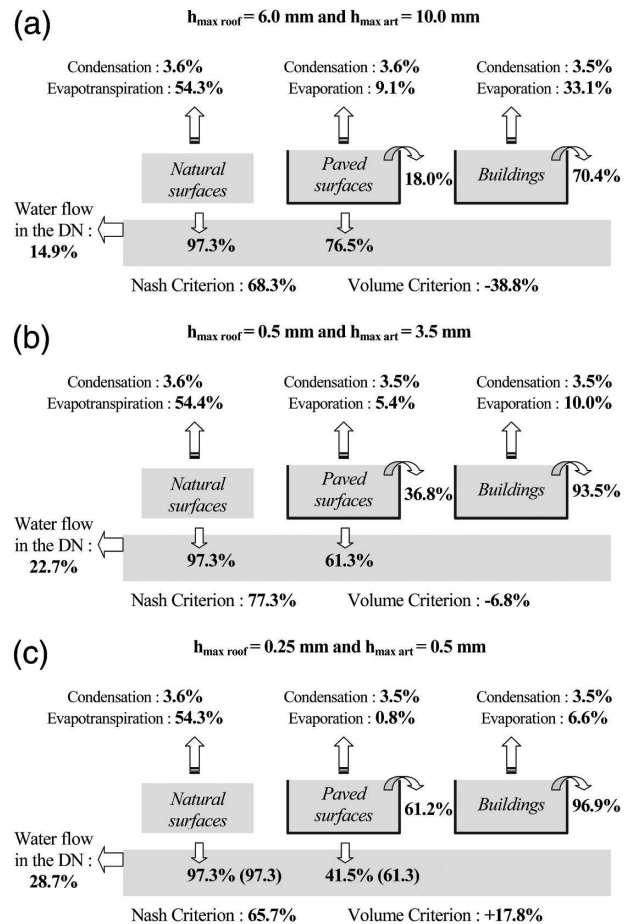 (a)
h max roof = 6.0 mm and h max art = 10.0 mm
Condensation : 3.6% Condensation : 3.6% Condensation : 3.5%
Evapotranspiration : 54.3% Evaporation : 9.1% Evaporation : 33.1%
Natural Paved Buildings
surfaces surfaces 18.0% 70.4%
Water flow
in the DN :
14.9% 97.3% 76.5%
Nash Criterion : 68.3% Volume Criterion : -38.8%
(b)
h max roof = 0.5 mm and h max art = 3.5 mm
Condensation : 3.6% Condensation : 3.5% Condensation : 3.5%
Evapotranspiration : 54.4% Evaporation : 5.4% Evaporation : 10.0%
Natural Paved Buildings
surfaces surfaces 36.8% 93.5%
Water flow
in the DN :
22.7% 97.3% 61.3%
Nash Criterion : 77.3% Volume Criterion : -6.8%
(c)
h max roof = 0.25 mm and h max art = 0.5 mm
Condensation : 3.6% Condensation : 3.5% Condensation : 3.5%
Evapotranspiration : 54.3% Evaporation : 0.8% Evaporation : 6.6%
Natural Paved Buildings
surfaces surfaces 61.2% 96.9%
Water flow
in the DN :
28.7% 97.3% (97.3) 41.5% (61.3)
Nash Criterion : 65.7% Volume Criterion : +17.8%